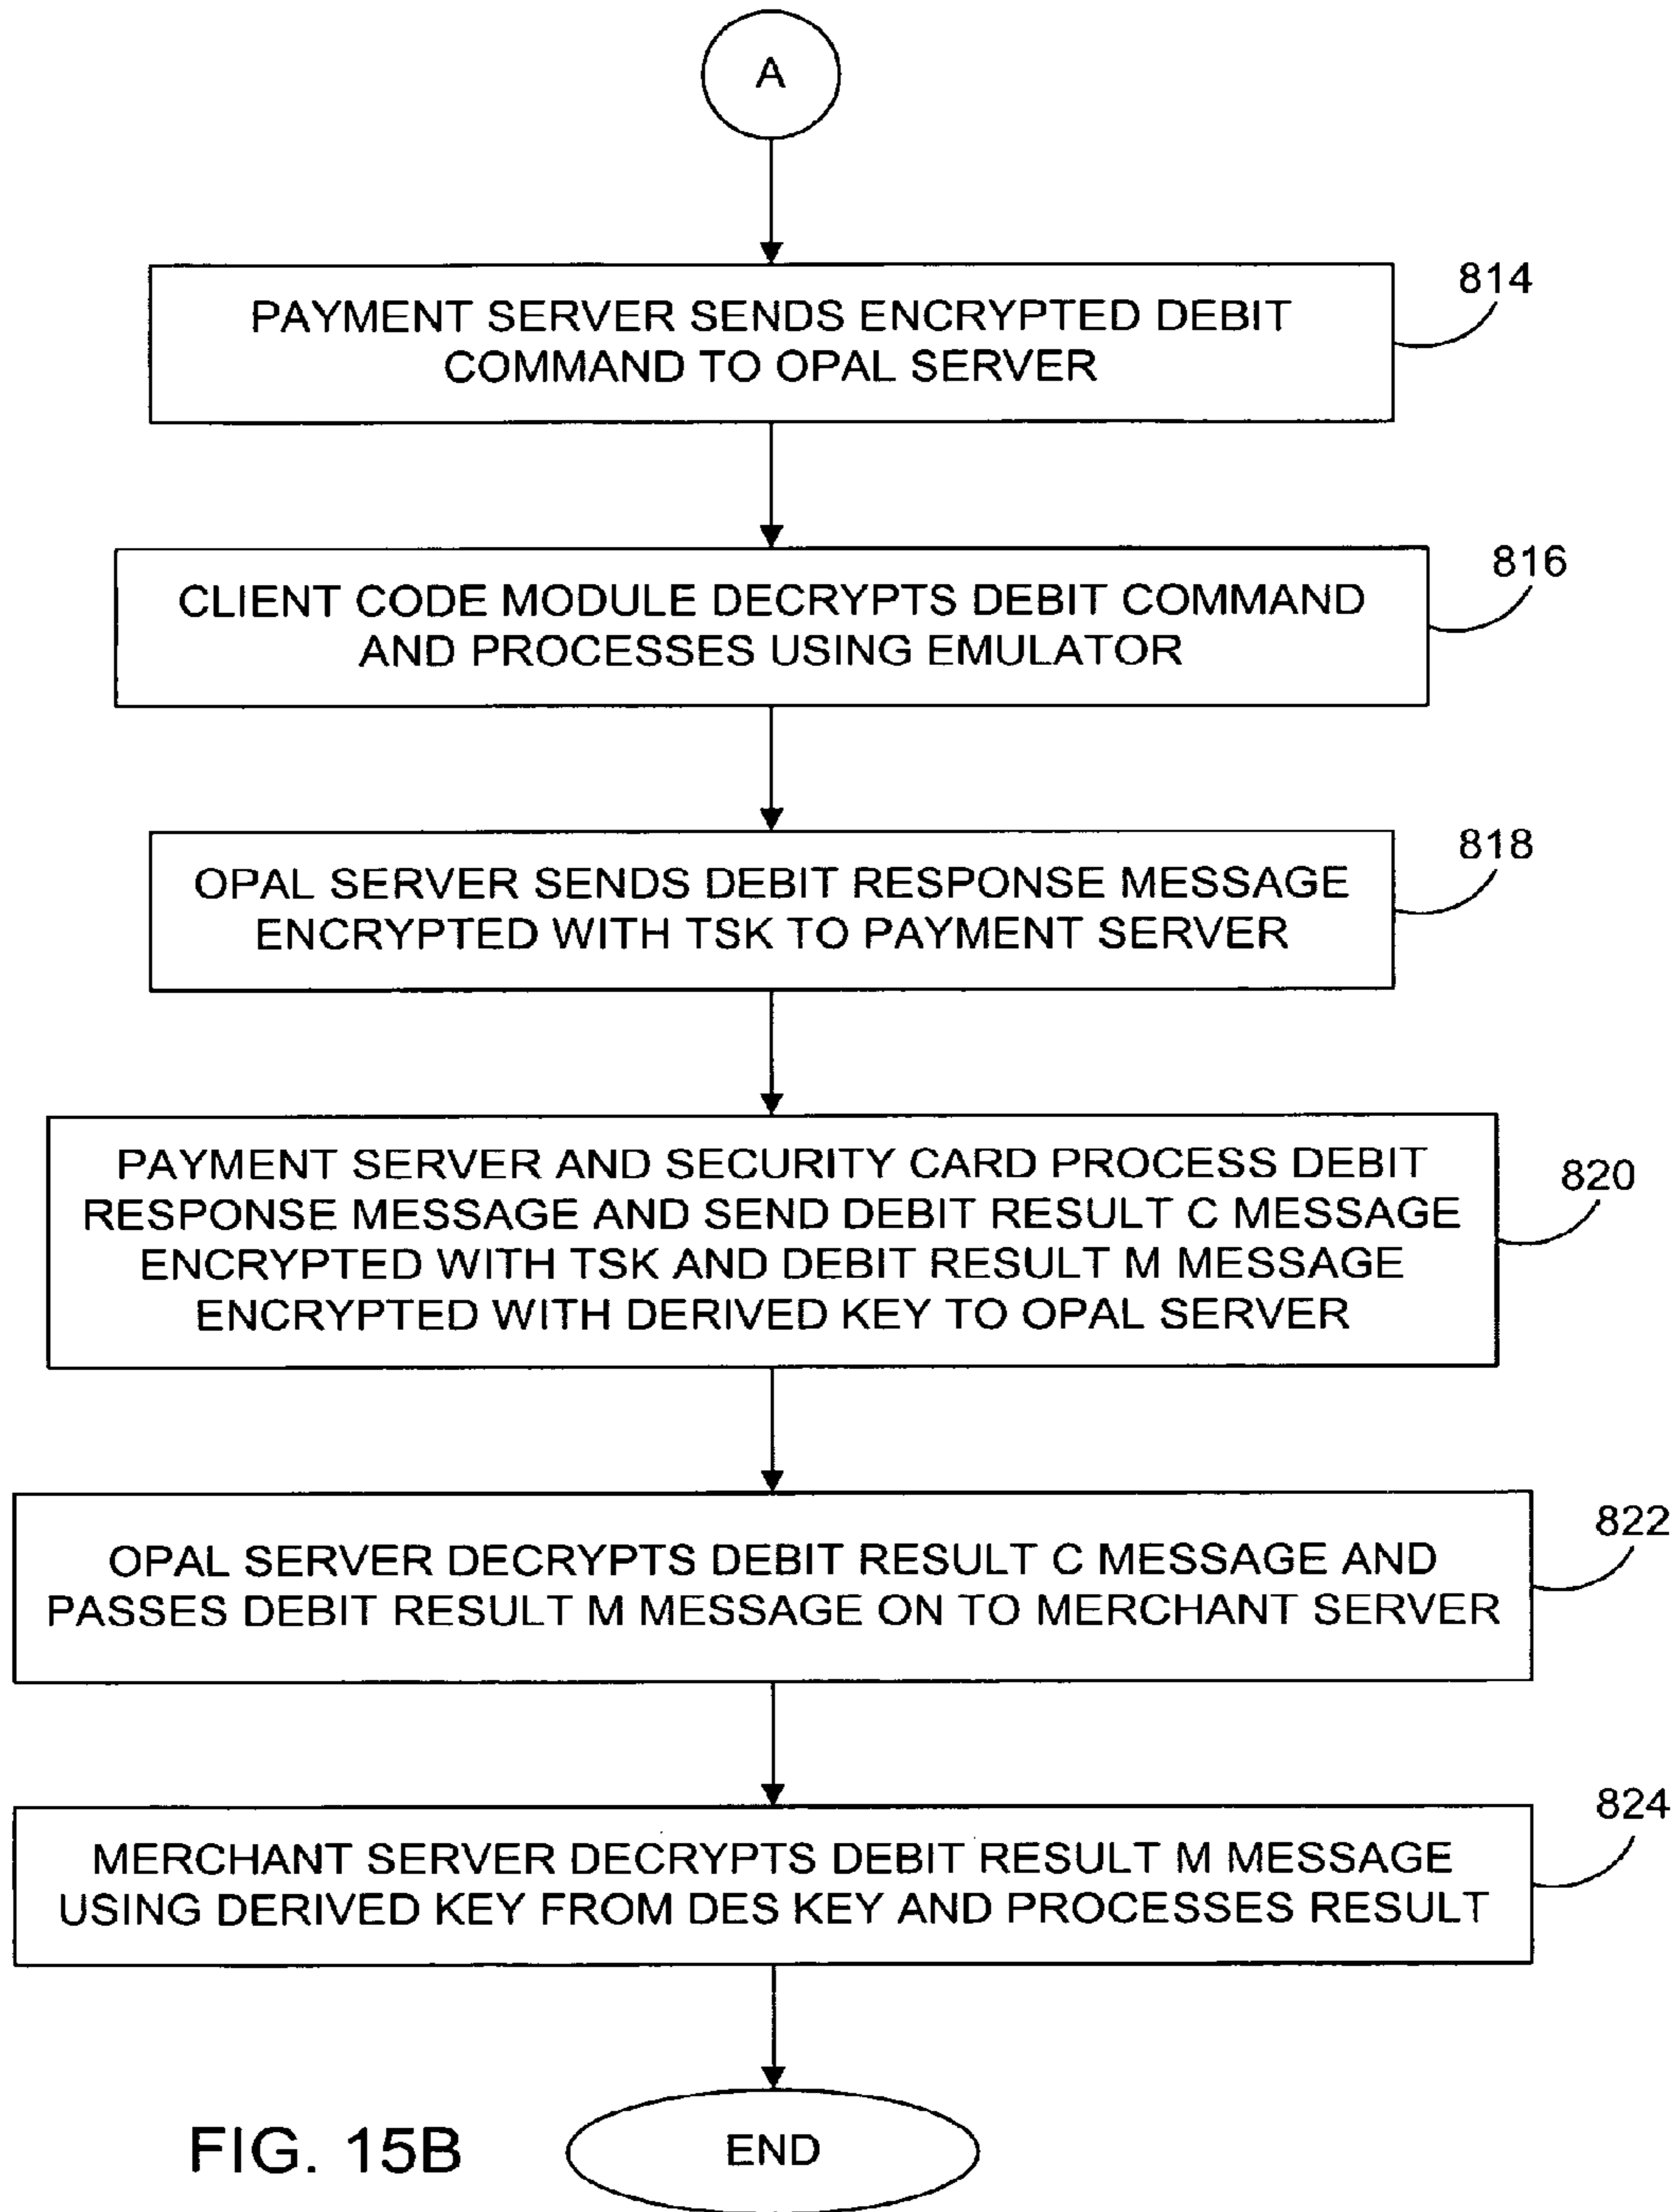 A
814
PAYMENT SERVER SENDS ENCRYPTED DEBIT
COMMAND TO OPAL SERVER
816
CLIENT CODE MODULE DECRYPTS DEBIT COMMAND
AND PROCESSES USING EMULATOR
818
OPAL SERVER SENDS DEBIT RESPONSE MESSAGE
ENCRYPTED WITH TSK TO PAYMENT SERVER
820
PAYMENT SERVER AND SECURITY CARD PROCESS DEBIT
RESPONSE MESSAGE AND SEND DEBIT RESULT C MESSAGE
ENCRYPTED WITH TSK AND DEBIT RESULT M MESSAGE
ENCRYPTED WITH DERIVED KEY TO OPAL SERVER
822
OPAL SERVER DECRYPTS DEBIT RESULT C MESSAGE AND
PASSES DEBIT RESULT M MESSAGE ON TO MERCHANT SERVER
824
MERCHANT SERVER DECRYPTS DEBIT RESULT M MESSAGE
USING DERIVED KEY FROM DES KEY AND PROCESSES RESULT
END
FIG. 15B